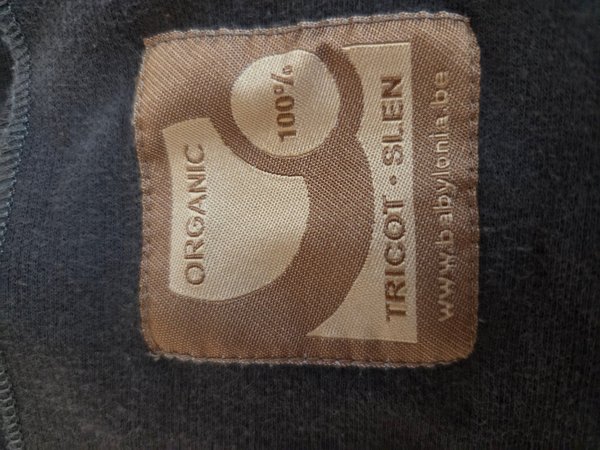 100%
ORGANIC
TRICOT • SLEN
www.babylonia.be